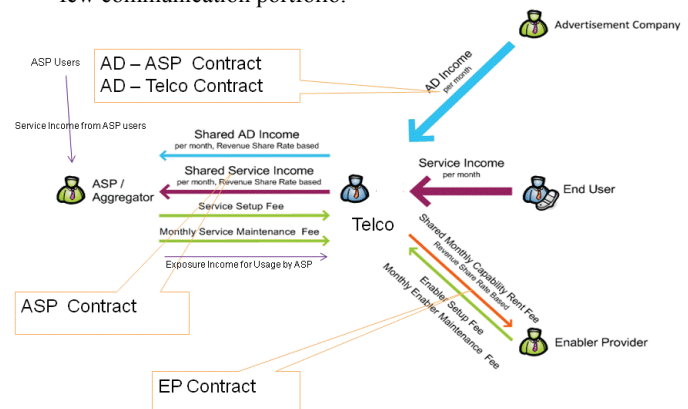 few communication portfolio.
Advertisement Company
ASP Users
AD – ASP Contract
AD – Telco Contract
AD Income
per month
Service Income from ASP users
Shared AD Income
per month, Revenue Share Rate based
Shared Service Income
per month, Revenue Share Rate based
Service Income
per month
ASP /
Aggregator
End User
Service Setup Fee
Telco
Monthly Service Maintenance Fee
Exposure Income for Usage by ASP
Shared Monthly Capability Rent Fee
Revenue Share Rate Based
Enabler Setup Fee
Monthly Enabler Maintenance Fee
ASP Contract
Enabler Provider
EP Contract